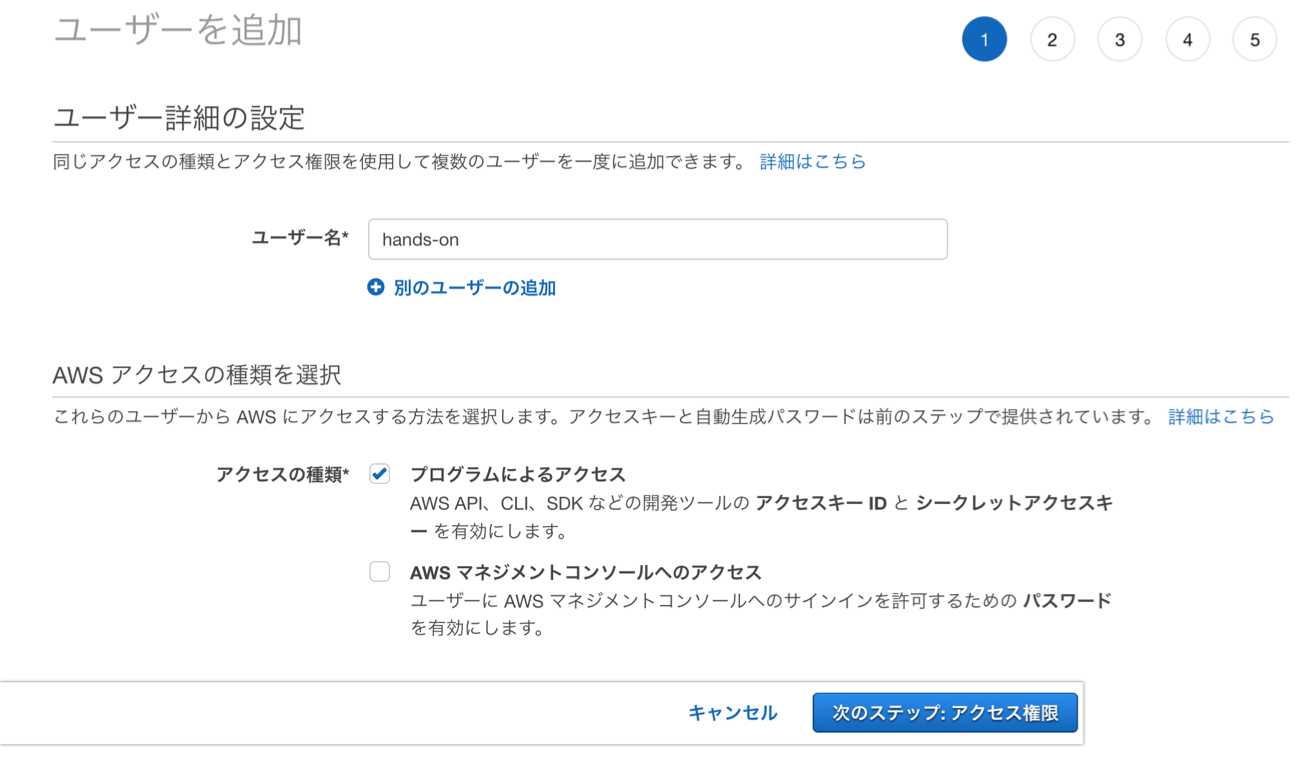 ユーザーを追加
1 2 3 4 5
ユーザー詳細の設定
同じアクセスの種類とアクセス権限を使用して複数のユーザーを一度に追加できます。 詳細はこちら
ユーザー名* hands-on
別のユーザーの追加
AWS アクセスの種類を選択
これらのユーザーから AWS にアクセスする方法を選択します。アクセスキーと自動生成パスワードは前のステップで提供されています。 詳細はこちら
アクセスの種類* プログラムによるアクセス
AWS API、CLI、SDK などの開発ツールの アクセスキー ID と シークレットアクセスキ
ー を有効にします。
AWS マネジメントコンソールへのアクセス
ユーザーに AWS マネジメントコンソールへのサインインを許可するための パスワード
を有効にします。
キャンセル 次のステップ: アクセス権限